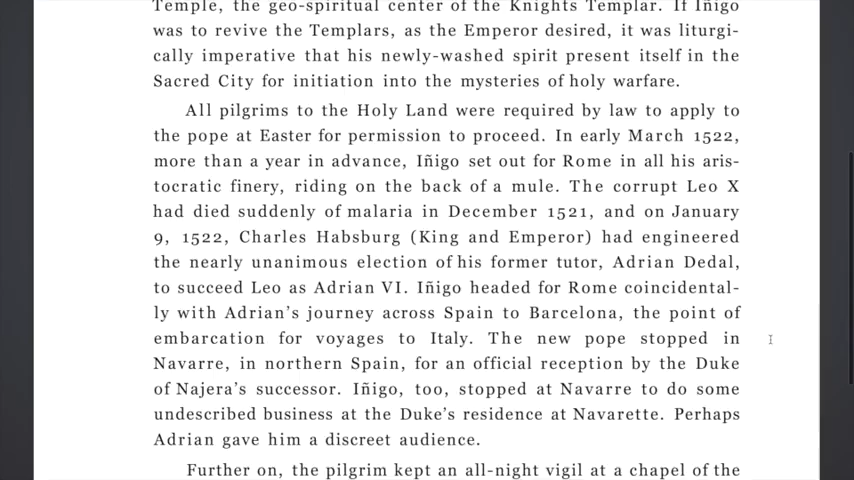 Temple, the geo-spiritual center of the Knights Templar. If Iñigo
was to revive the Templars, as the Emperor desired, it was liturgi-
cally imperative that his newly-washed spirit present itself in the
Sacred City for initiation into the mysteries of holy warfare.
All pilgrims to the Holy Land were required by law to apply to
the pope at Easter for permission to proceed. In early March 1522,
more than a year in advance, Iñigo set out for Rome in all his aris-
tocratic finery, riding on the back of a mule. The corrupt Leo X
had died suddenly of malaria in December 1521, and on January
9, 1522, Charles Habsburg (King and Emperor) had engineered
the nearly unanimous election of his former tutor, Adrian Dedal,
to succeed Leo as Adrian VI. Iñigo headed for Rome coincidental-
ly with Adrian’s journey across Spain to Barcelona, the point of
embarcation for voyages to Italy. The new pope stopped in
Navarre, in northern Spain, for an official reception by the Duke
of Najera’s successor. Iñigo, too, stopped at Navarre to do some
undescribed business at the Duke’s residence at Navarette. Perhaps
Adrian gave him a discreet audience.
Further on, the pilgrim kept an all-night vigil at a chapel of the